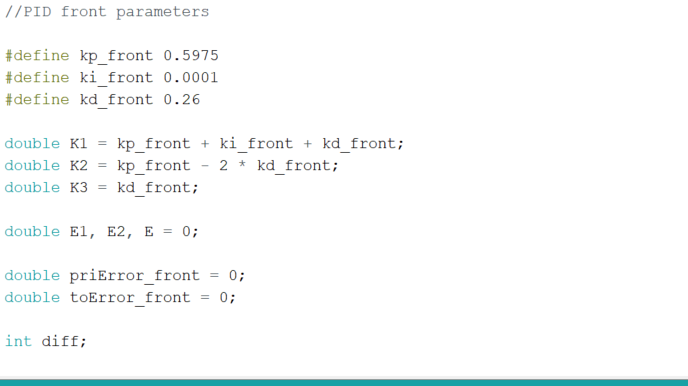 //PID front parameters
#define kp_front 0.5975
#define ki_front 0.0001
#define kd_front 0.26
double K1 = kp_front + ki_front + kd_front;
double K2 = kp_front - 2 * kd_front;
double K3 = kd_front;
double E1, E2, E = 0;
double priError_front = 0;
double toError_front = 0;
int diff;